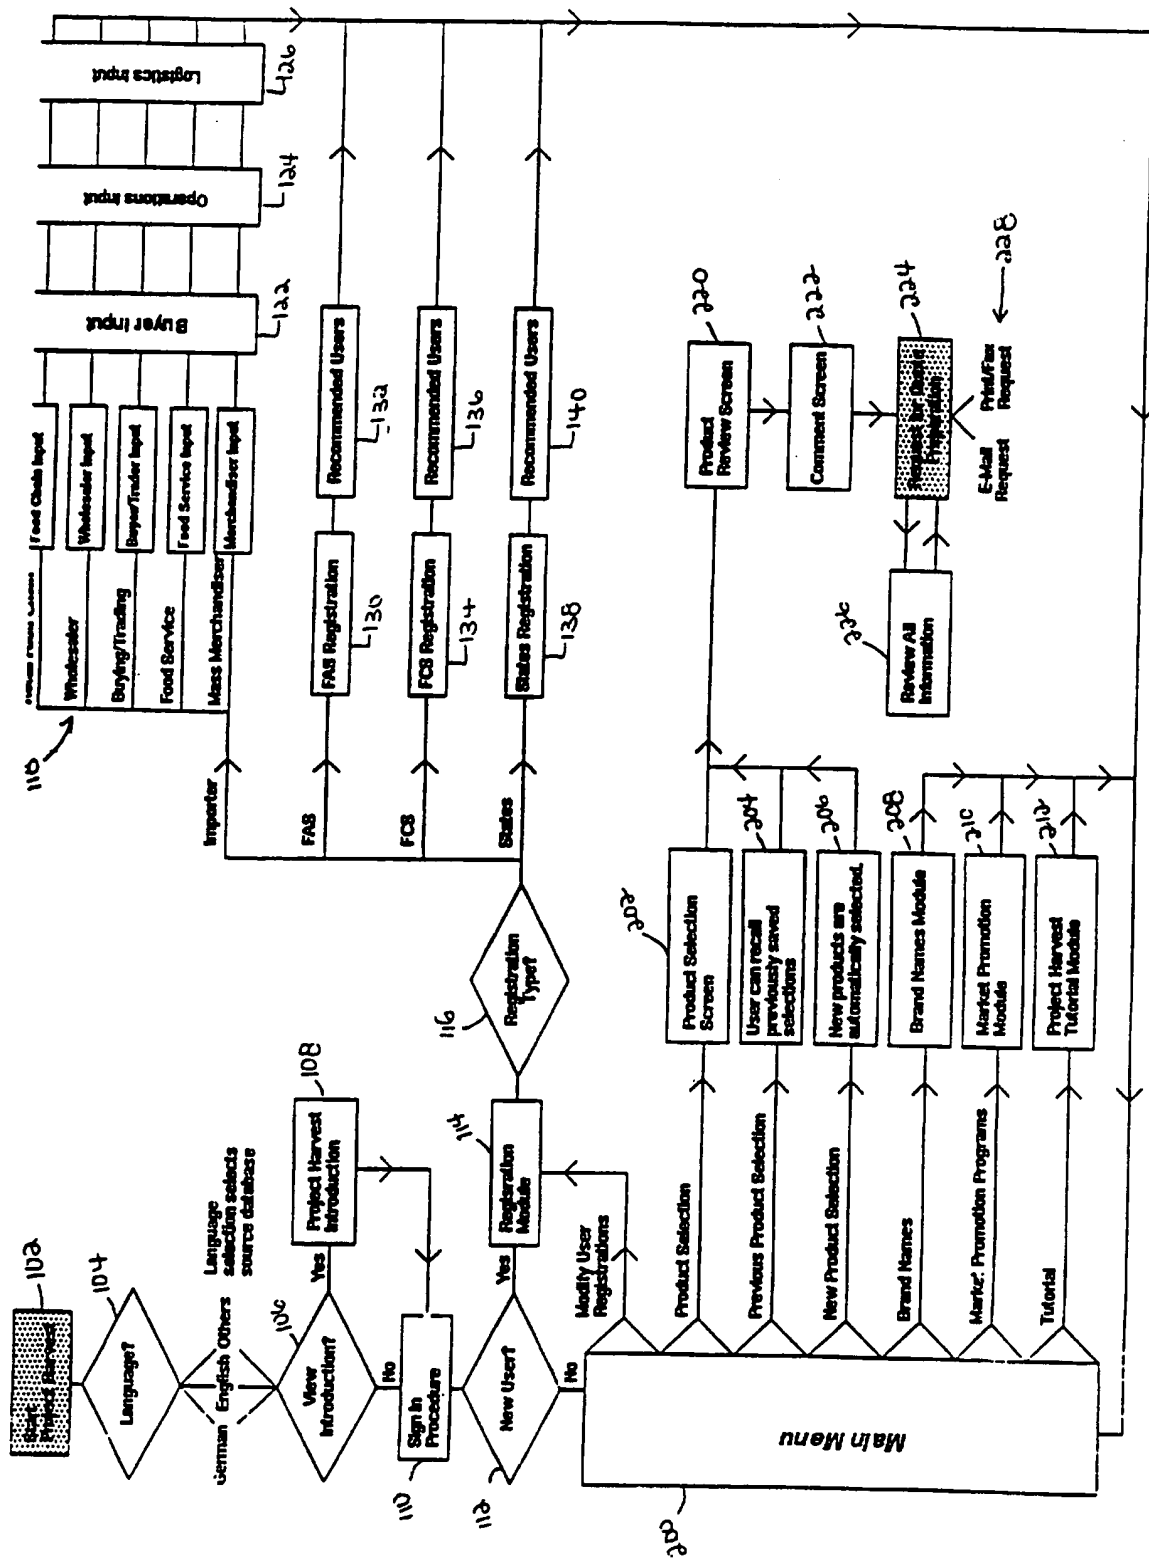 102
Start
Project Harvest
104
Language?
German English Others
Language
selection selects
source database
106
View
Introduction?
Yes
No
108
Project Harvest
Introduction
Sign In
Procedure
110
112
New User?
Yes
No
114
Registration
Module
116
Registration
Type?
Importer
FAS
FCS
States
110
Wholesaler
Buying/Trading
Food Service
Mass Merchandiser
Food Chain Input
Wholesaler Input
Buyer/Trader Input
Food Service Input
Merchandiser Input
Buyer Input
122
Operations Input
124
Logistics Input
126
FAS Registration
130
Recommended Users
132
FCS Registration
134
Recommended Users
136
States Registration
138
Recommended Users
140
200
Main Menu
Modify User
Registrations
Product Selection
Previous Product Selection
New Product Selection
Brand Names
Market Promotion Programs
Tutorial
202
Product Selection
Screen
204
User can recall
previously saved
selections
206
New products are
automatically selected.
208
Brand Names Module
210
Market Promotion
Module
212
Project Harvest
Tutorial Module
220
Product
Review Screen
222
Comment Screen
224
Request for Quote
Preparation
226
Review All
Information
E-Mail
Request
Print/Fax
Request
228